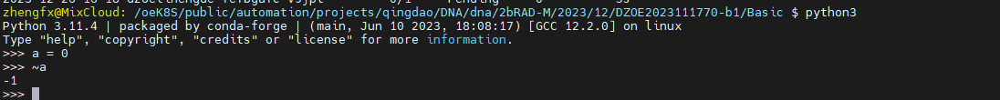 zhengfx@MixCloud: /oeK8S/public/automation/projects/qingdao/DNA/dna/2bRAD-M/2023/12/DZOE2023111770-b1/Basic $ python3
Python 3.11.4 | packaged by conda-forge | (main, Jun 10 2023, 18:08:17) [GCC 12.2.0] on linux
Type "help", "copyright", "credits" or "license" for more information.
>>> a = 0
>>> ~a
-1
>>>